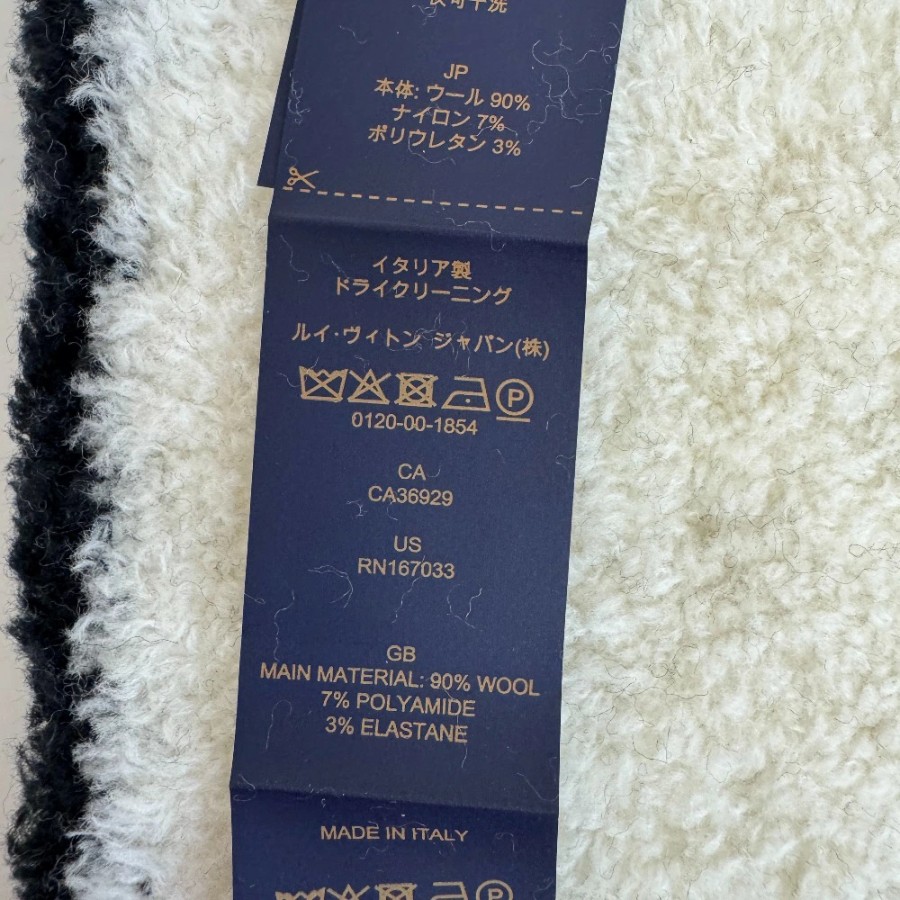 JP
本体: ウール 90%
ナイロン 7%
ポリウレタン 3%
イタリア製
ドライクリーニング
ルイ・ヴィトン ジャパン(株)
P
0120-00-1854
CA
CA36929
US
RN167033
GB
MAIN MATERIAL: 90% WOOL
7% POLYAMIDE
3% ELASTANE
MADE IN ITALY
P